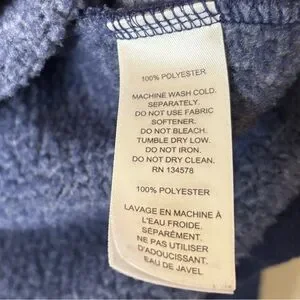 100% POLYESTER
MACHINE WASH COLD.
SEPARATELY.
DO NOT USE FABRIC
SOFTENER.
DO NOT BLEACH.
TUMBLE DRY LOW.
DO NOT IRON.
DO NOT DRY CLEAN.
RN 134578
100% POLYESTER
LAVAGE EN MACHINE À
L'EAU FROIDE.
SÉPARÉMENT.
NE PAS UTILISER
D'ADOUCISSANT.
EAU DE JAVEL